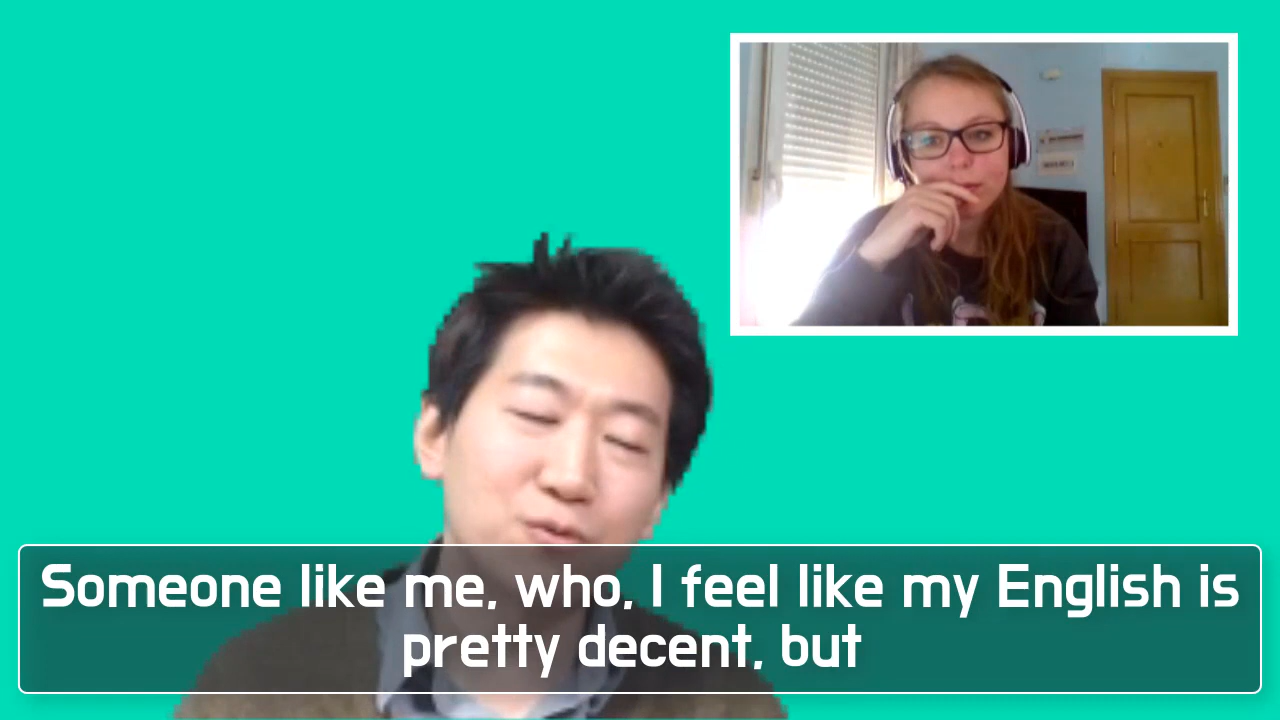 Someone like me, who, I feel like my English is
pretty decent, but